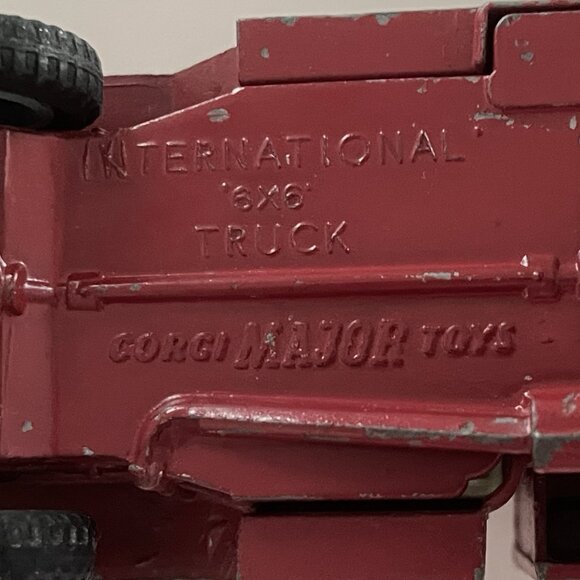 INTERNATIONAL
'6X6'
TRUCK
CORGI MAJOR TOYS